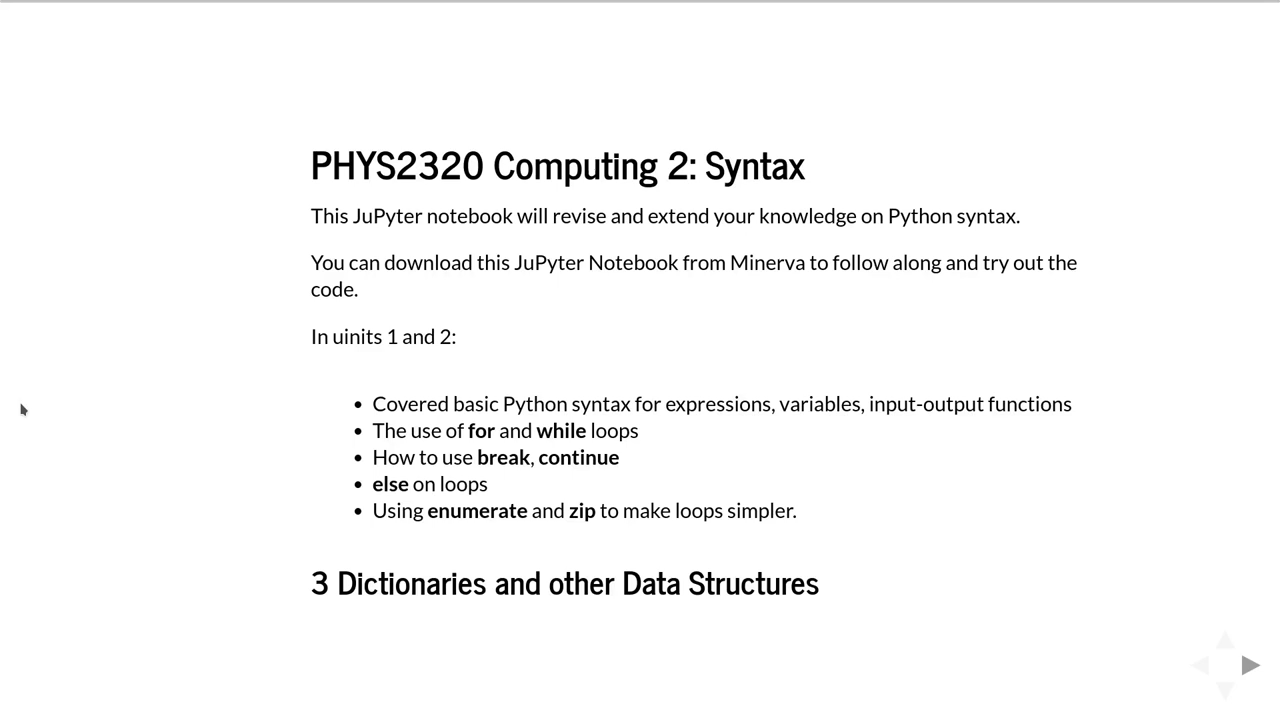 PHYS2320 Computing 2: Syntax
This JuPyter notebook will revise and extend your knowledge on Python syntax.
You can download this JuPyter Notebook from Minerva to follow along and try out the
code.
In uinits 1 and 2:
• Covered basic Python syntax for expressions, variables, input-output functions
• The use of for and while loops
• How to use break, continue
• else on loops
• Using enumerate and zip to make loops simpler.
3 Dictionaries and other Data Structures